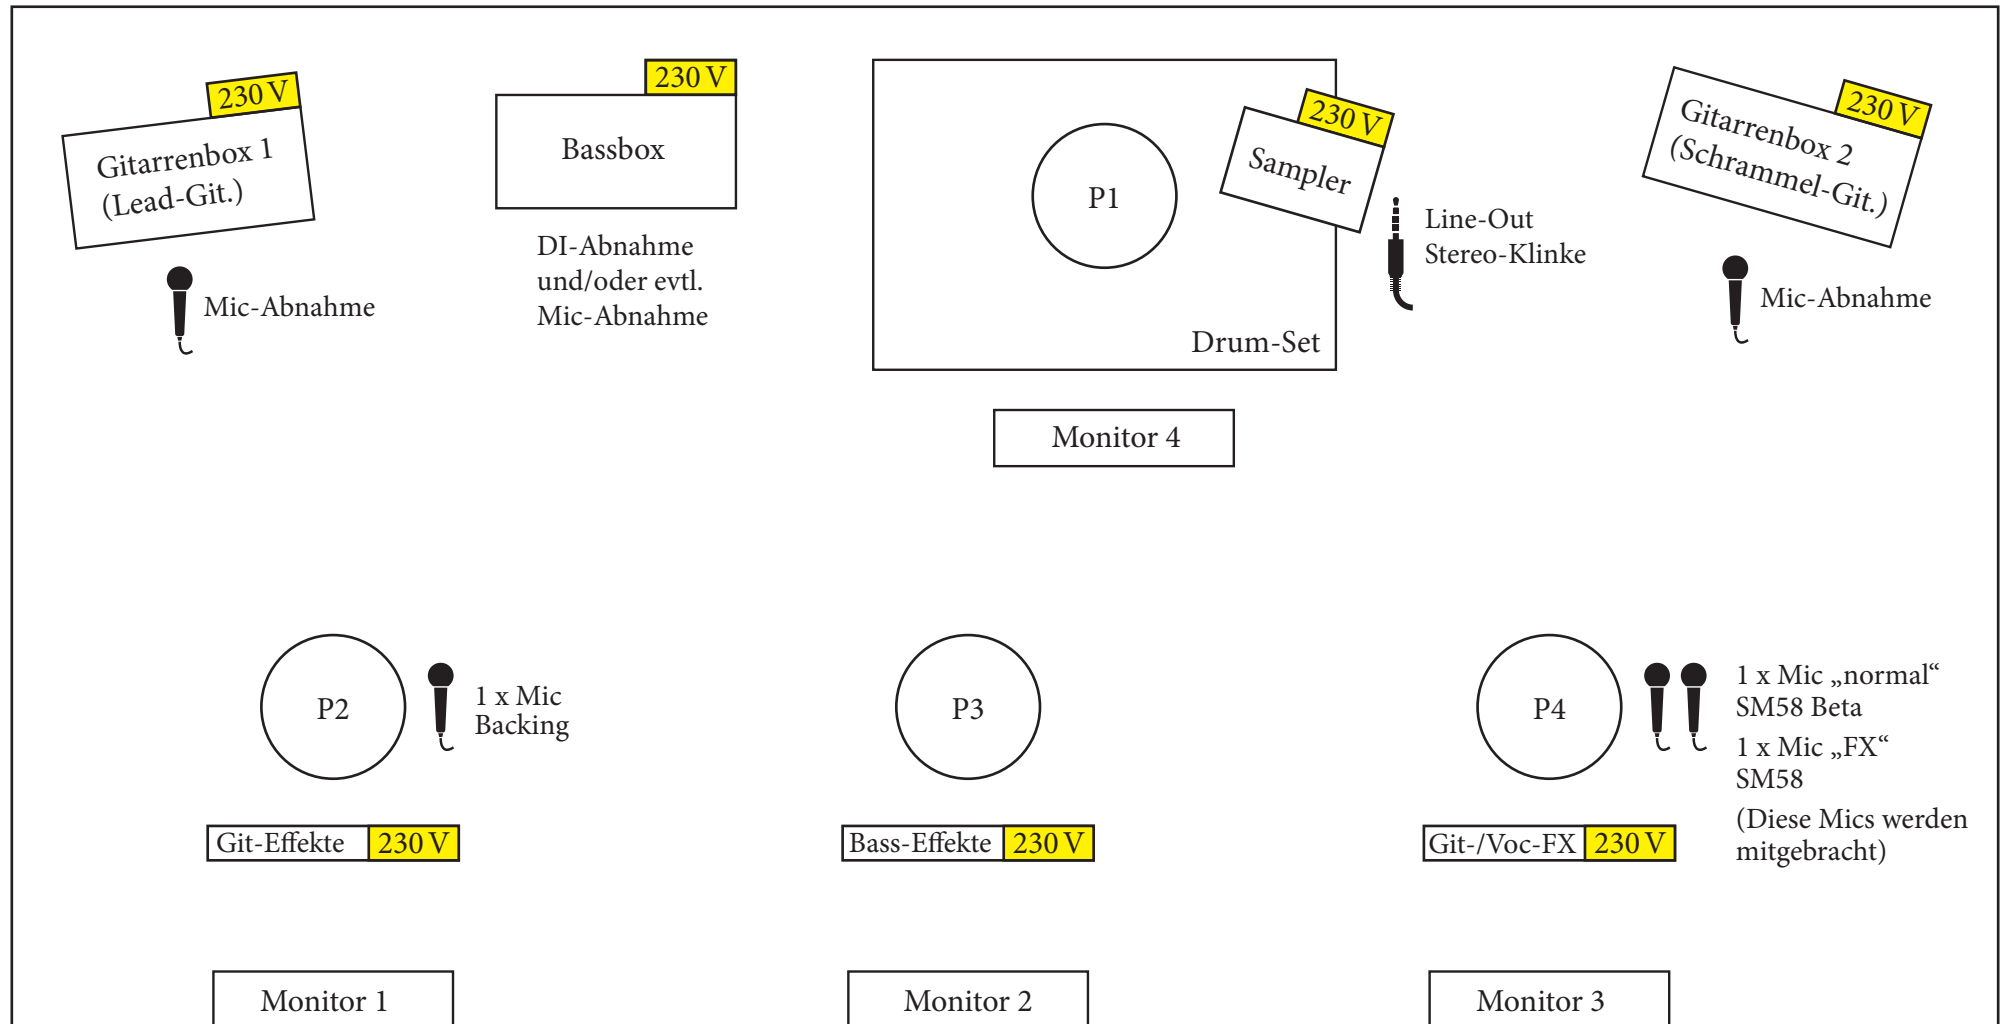 230 V
Gitarrenbox 1
(Lead-Git.)
Mic-Abnahme
230 V
Bassbox
DI-Abnahme
und/oder evtl.
Mic-Abnahme
P1
230 V
Sampler
Line-Out
Stereo-Klinke
Drum-Set
230 V
Gitarrenbox 2
(Schrammel-Git.)
Mic-Abnahme
Monitor 4
P2
1 x Mic
Backing
P3
P4
1 x Mic „normal“
SM58 Beta
1 x Mic „FX“
SM58
(Diese Mics werden
mitgebracht)
Git-Effekte 230 V
Bass-Effekte 230 V
Git-/Voc-FX 230 V
Monitor 1
Monitor 2
Monitor 3